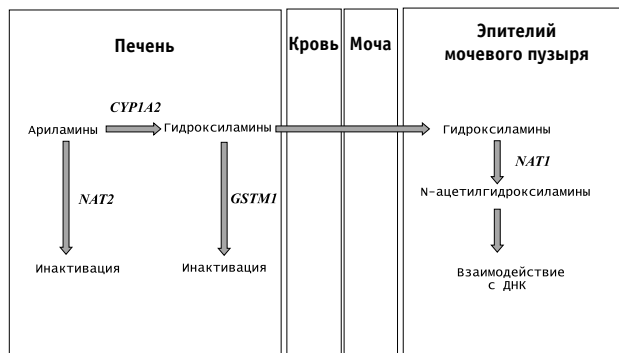 Печень
Кровь
Моча
Эпителий
мочевого пузыря
CYP1A2
Ариламины
Гидроксиламины
Гидроксиламины
NAT2
GSTM1
NAT1
N-ацетилгидроксиламины
Инактивация
Инактивация
Взаимодействие
с ДНК